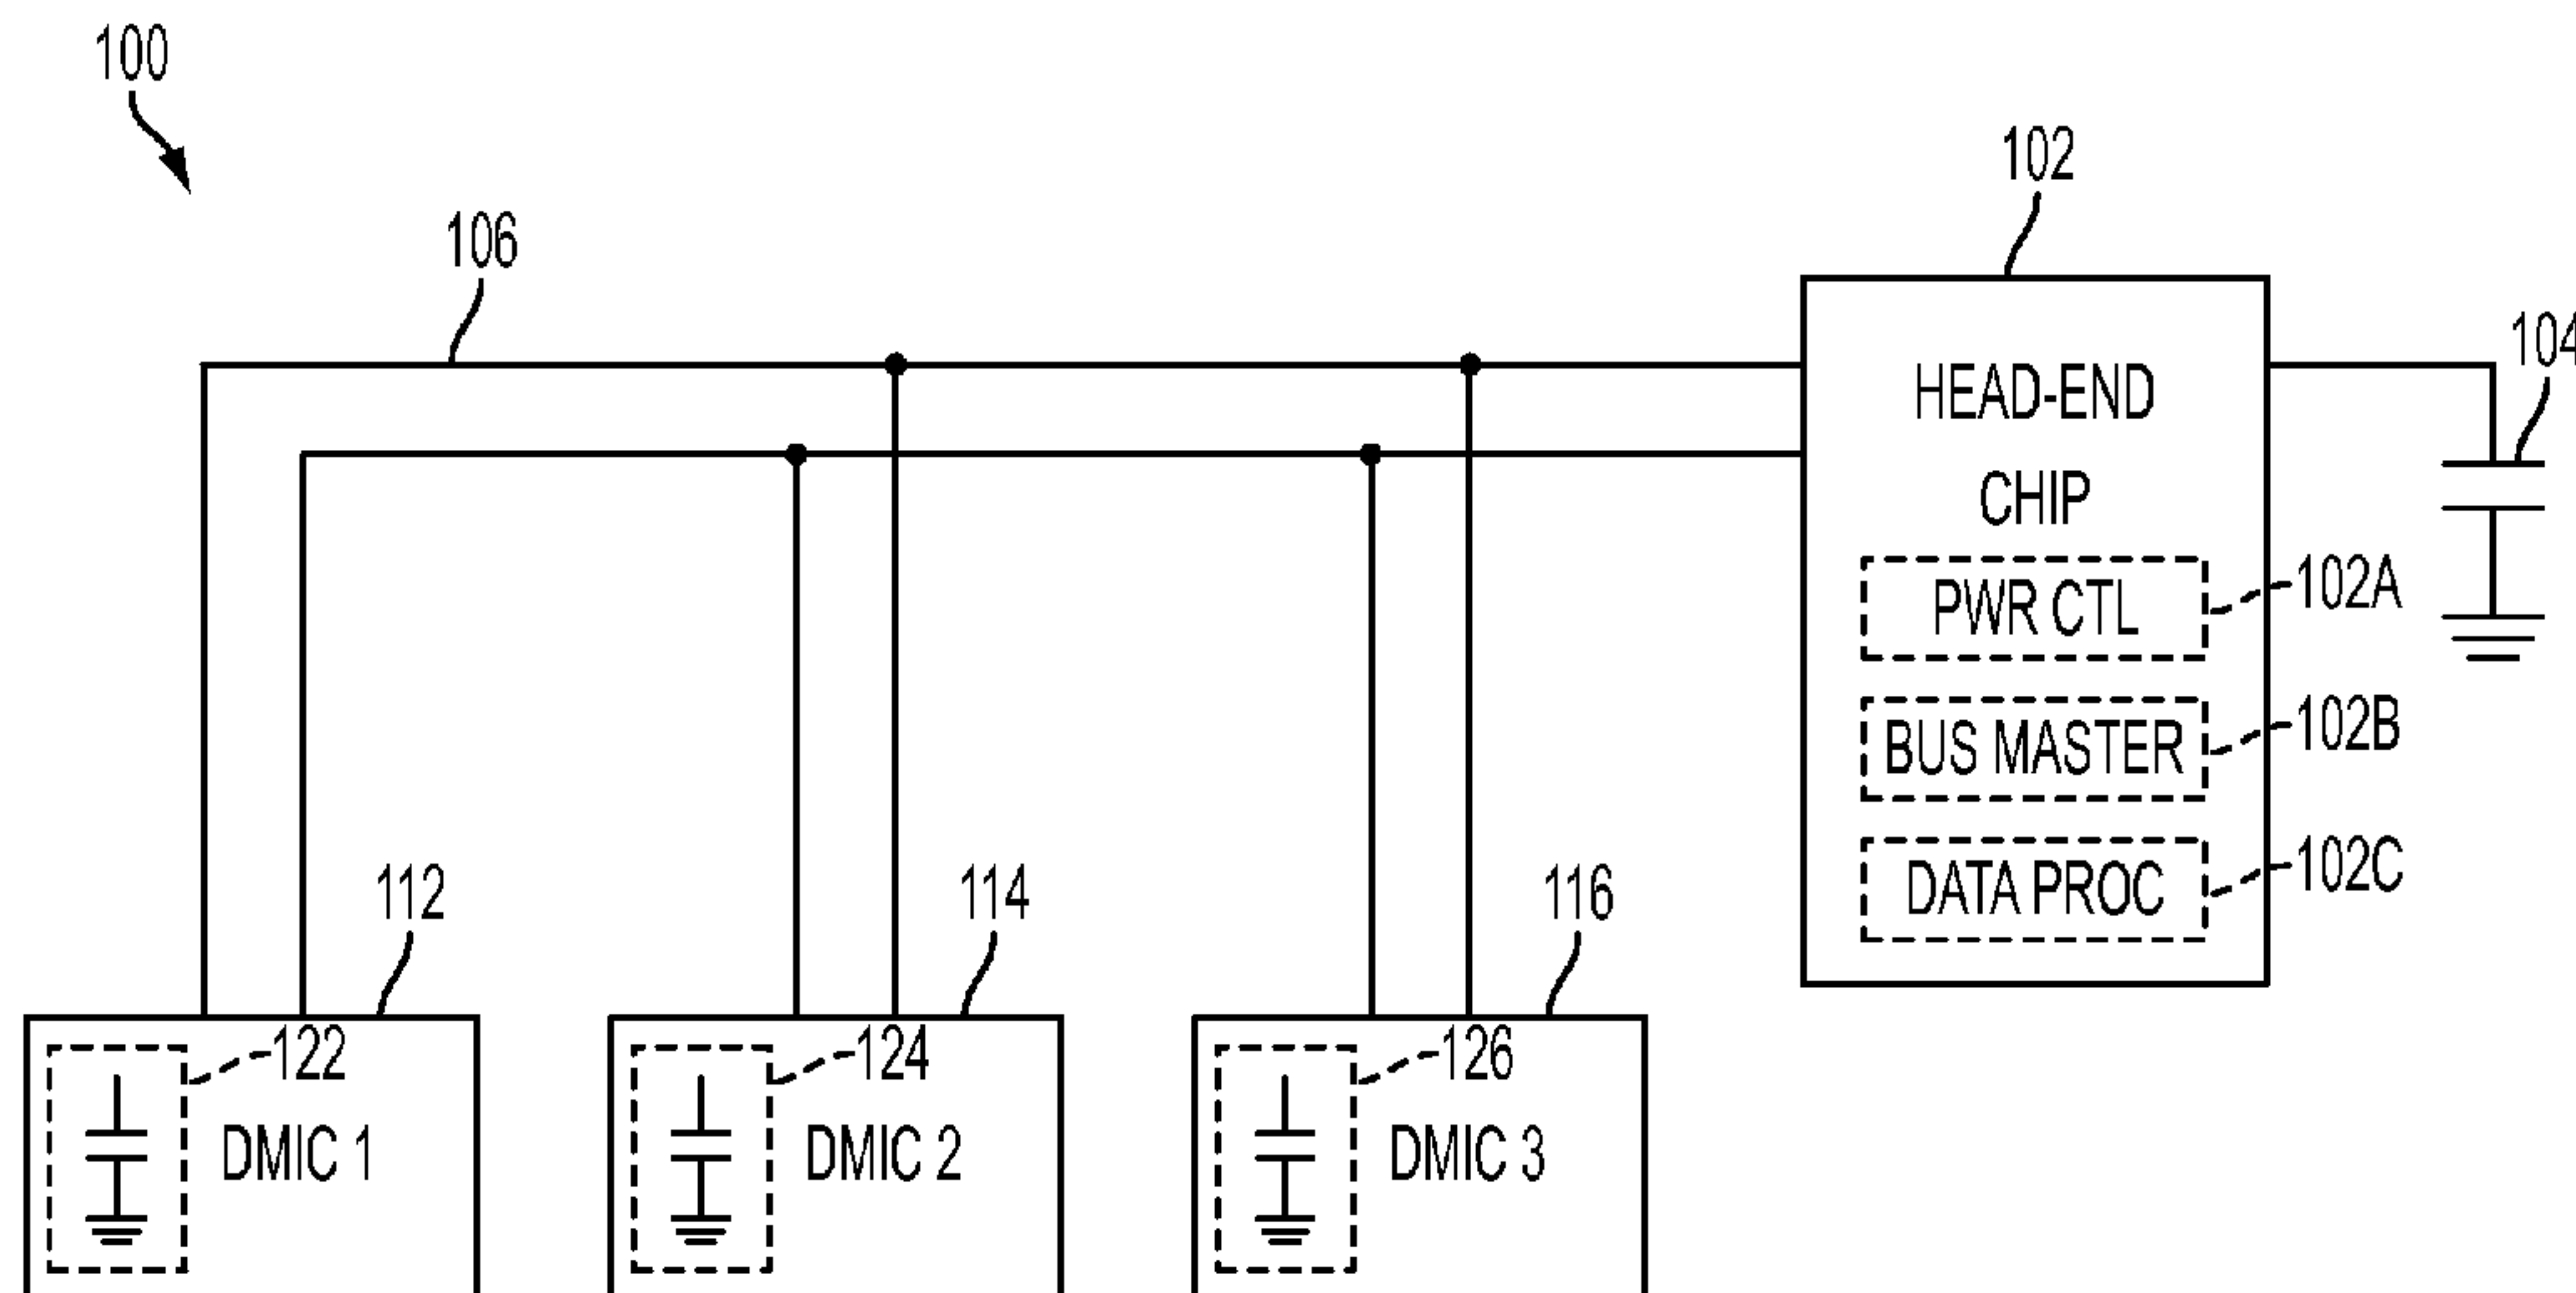 100
102
106
104
HEAD-END
CHIP
PWR CTL
102A
BUS MASTER
102B
DATA PROC
102C
112
114
116
122
124
126
DMIC 1
DMIC 2
DMIC 3